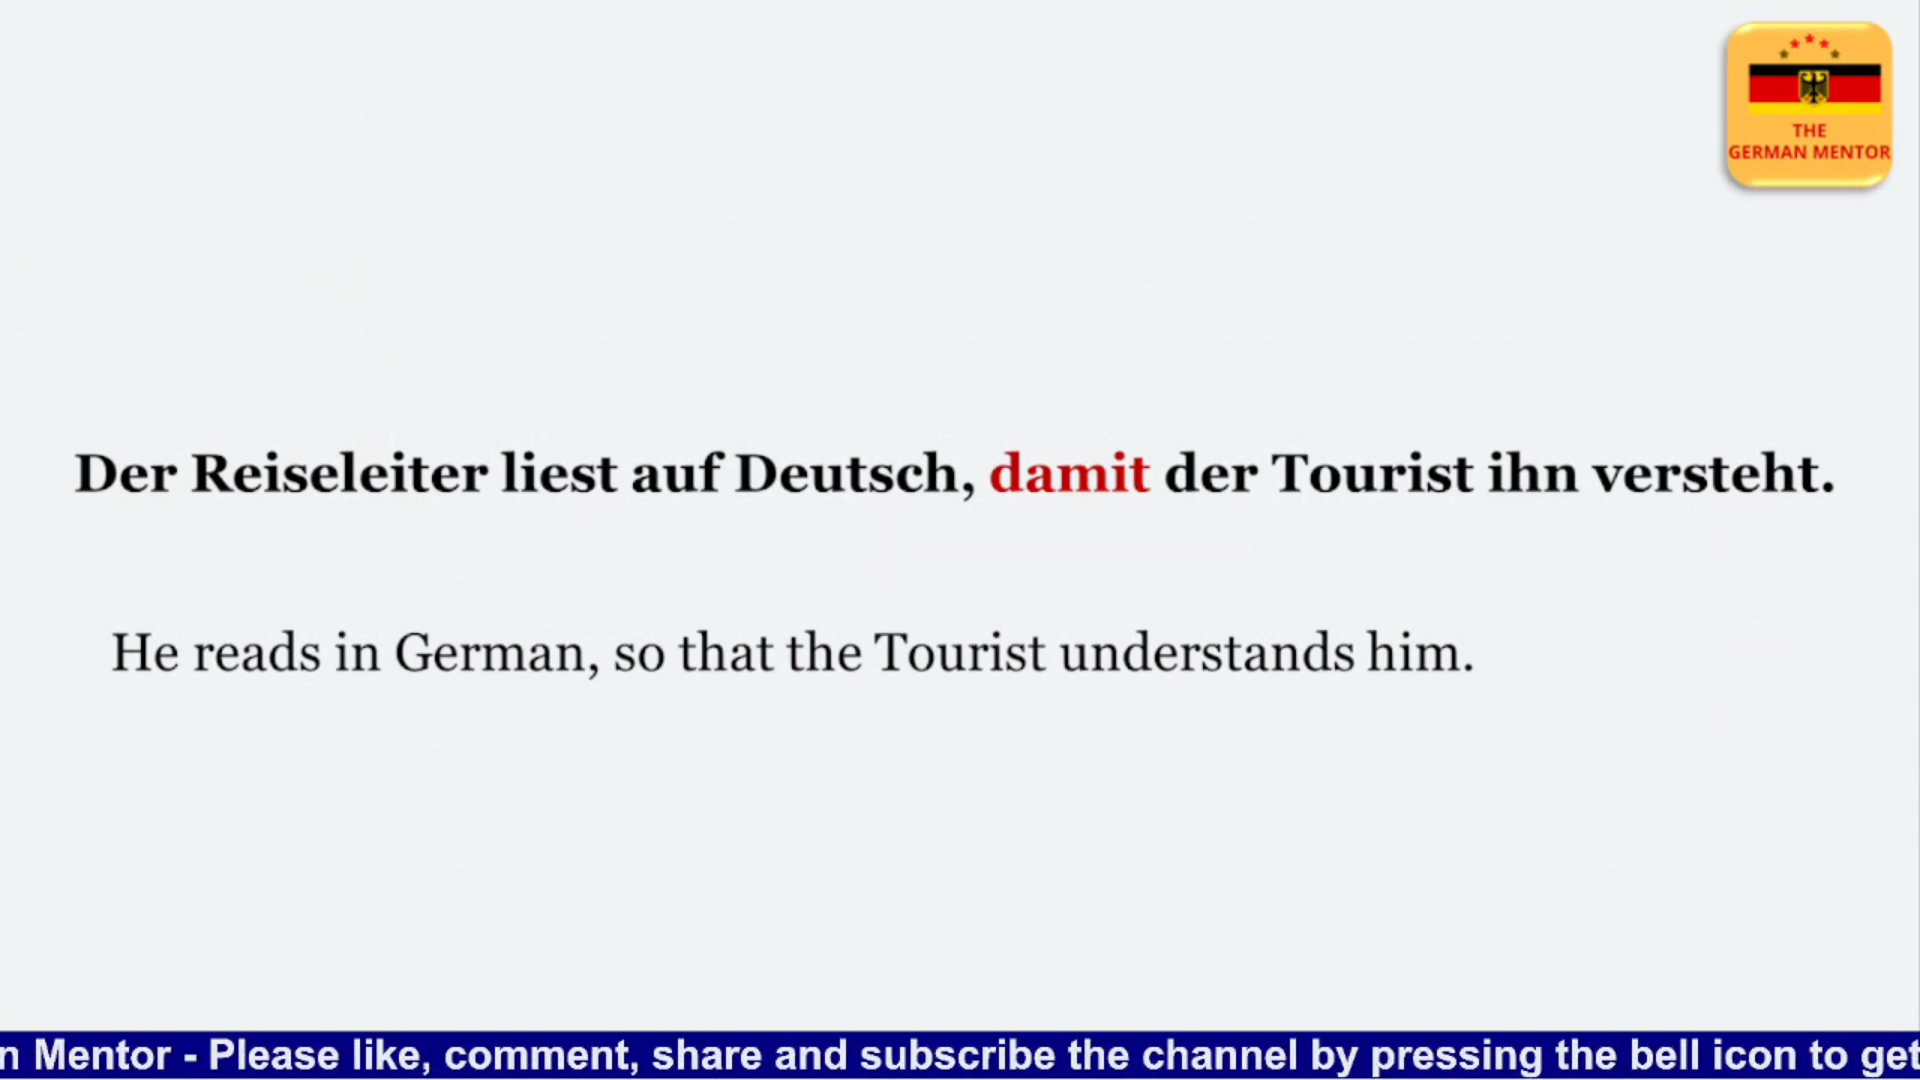 THE
GERMAN MENTOR
Der Reiseleiter liest auf Deutsch, damit der Tourist ihn versteht.
He reads in German, so that the Tourist understands him.
n Mentor - Please like, comment, share and subscribe the channel by pressing the bell icon to get